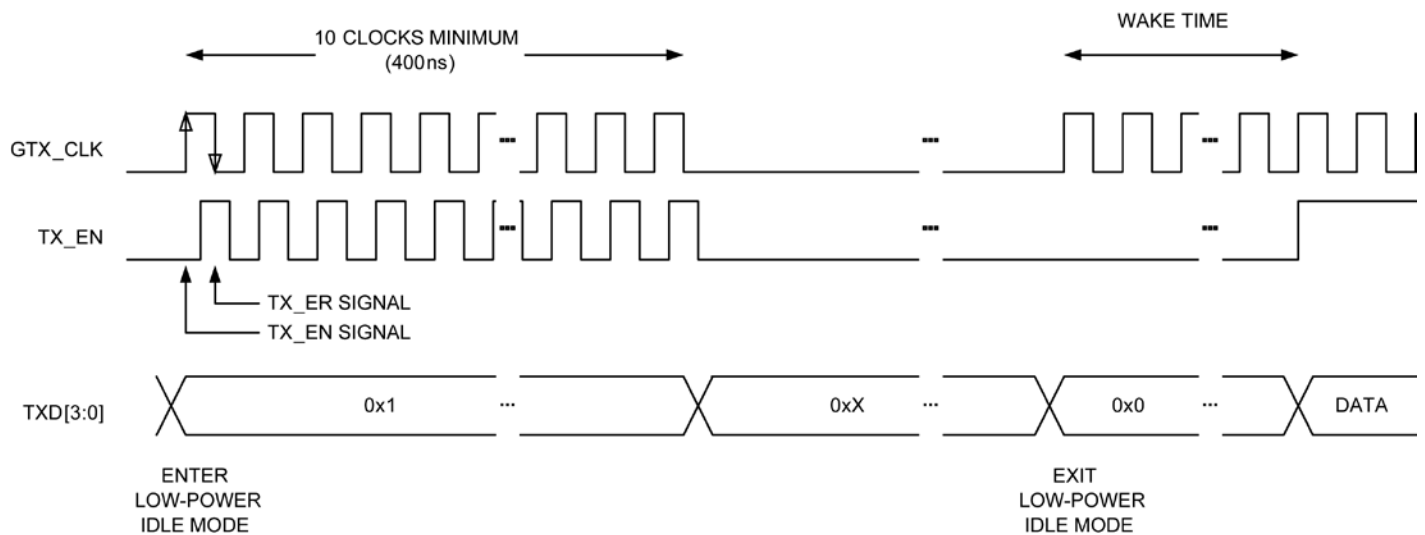 10 CLOCKS MINIMUM
(400ns)
WAKE TIME
GTX_CLK
...
...
...
TX_EN
...
...
...
TX_ER SIGNAL
TX_EN SIGNAL
TXD[3:0]
0x1
...
0xX
...
0x0
...
DATA
ENTER
LOW-POWER
IDLE MODE
EXIT
LOW-POWER
IDLE MODE